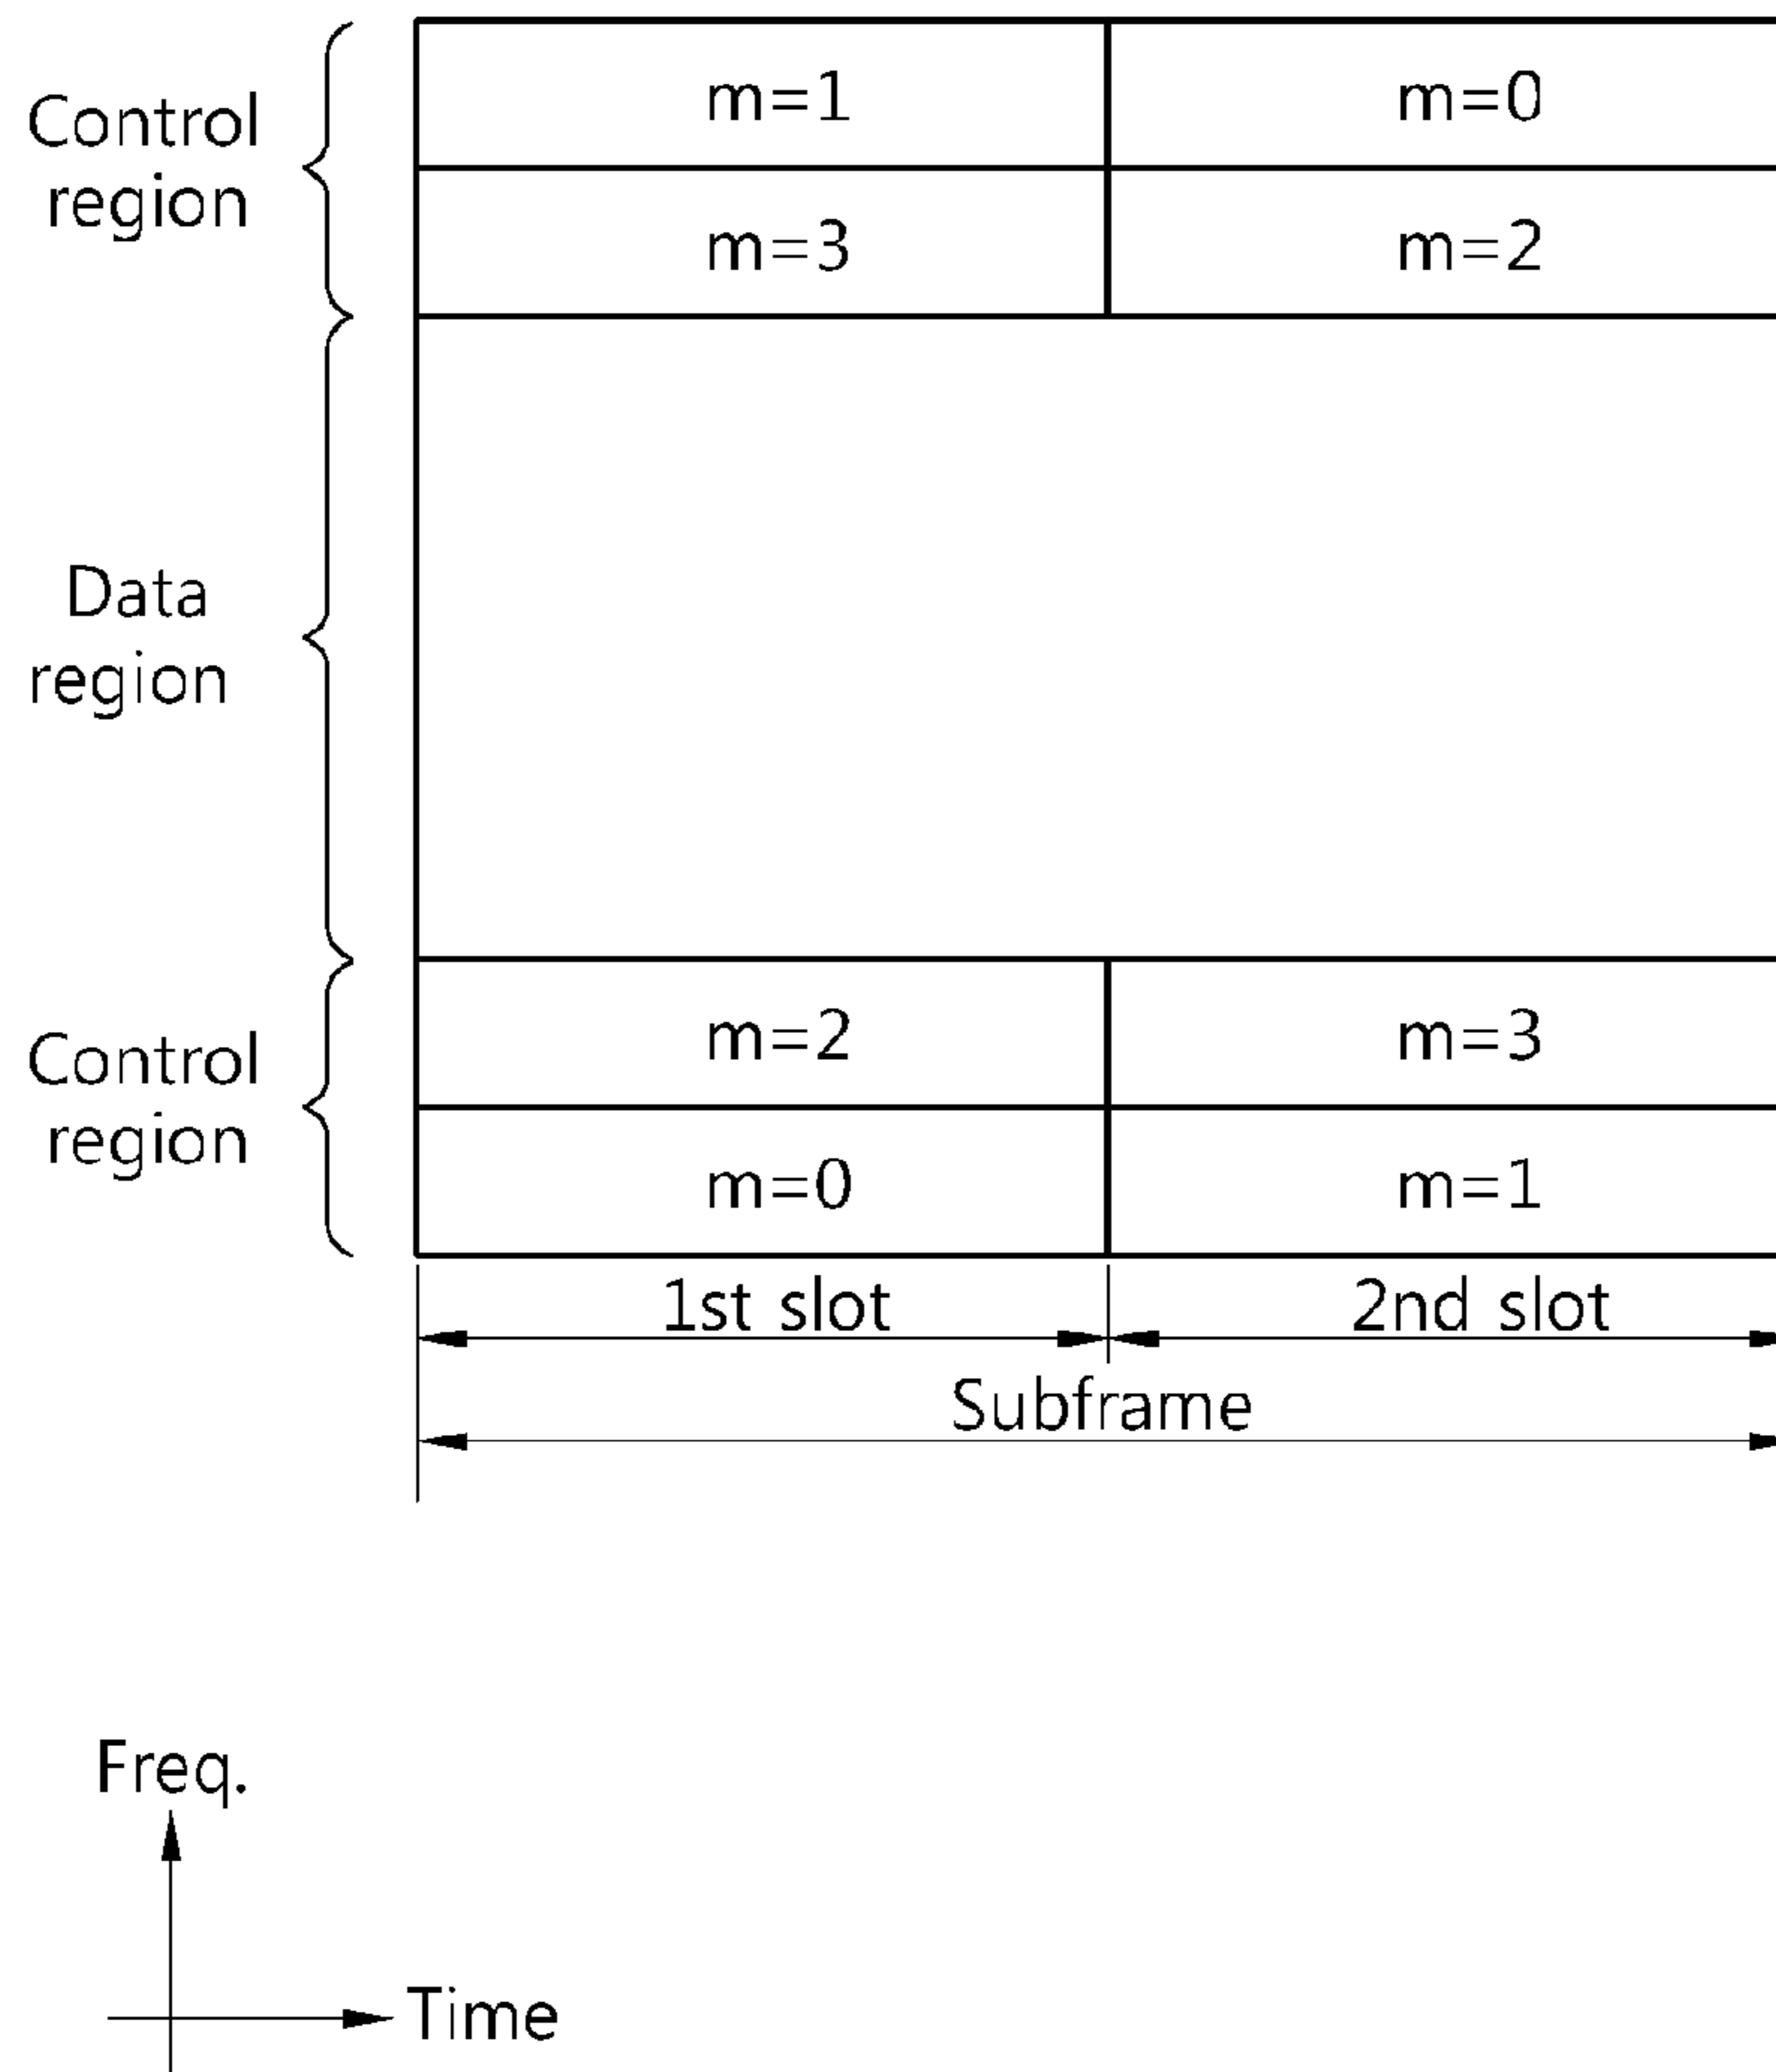 Control
region
m=1
m=0
m=3
m=2
Data
region
Control
region
m=2
m=3
m=0
m=1
1st slot
2nd slot
Subframe
Freq.
Time